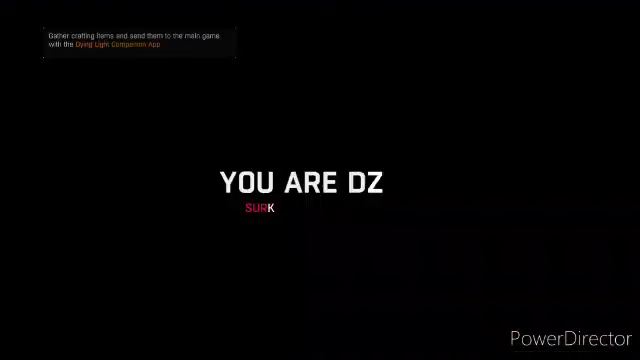 Gather crafting items and send them to the main game
with the Dying Light Companion App
YOU ARE DZ
SURK
PowerDirector